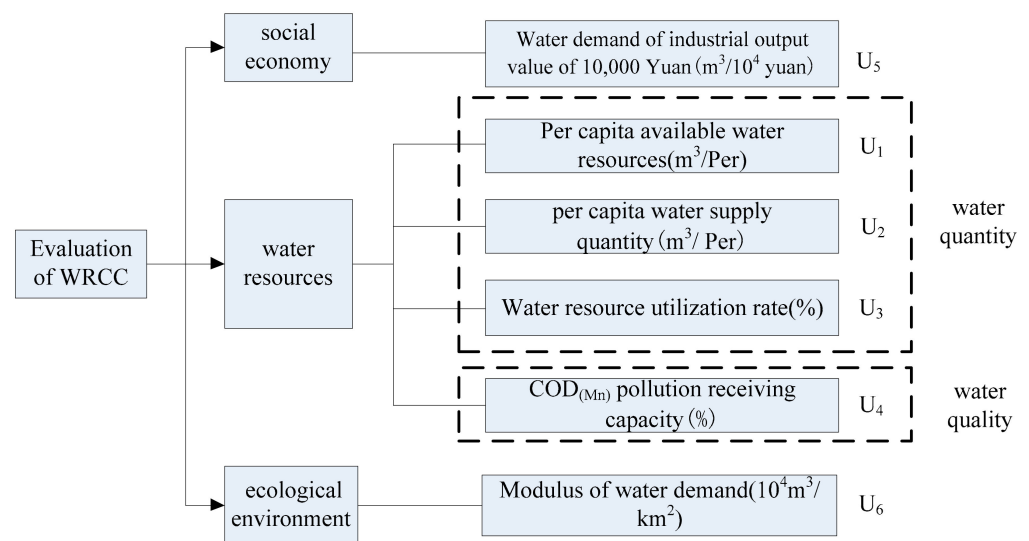 social
economy
Water demand of industrial output
value of 10,000 Yuan (m³/10⁴ yuan)
U₅
Per capita available water
resources(m³/Per)
U₁
per capita water supply
quantity (m³/ Per)
U₂
water
quantity
Evaluation
of WRCC
water
resources
Water resource utilization rate(%)
U₃
COD₍Mn₎ pollution receiving
capacity (%)
U₄
water
quality
ecological
environment
Modulus of water demand(10⁴m³/
km²)
U₆